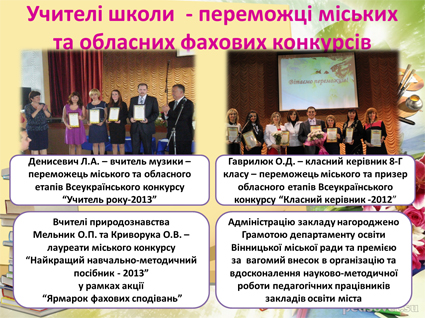 Учителі школи - переможці міських
та обласних фахових конкурсів
Вітаємо переможців!
Денисевич Л.А. – вчитель музики –
переможець міського та обласного
етапів Всеукраїнського конкурсу
“Учитель року-2013”
Гаврилюк О.Д. – класний керівник 8-Г
класу – переможець міського та призер
обласного етапів Всеукраїнського
конкурсу “Класний керівник -2012”
Вчителі природознавства
Мельник О.П. та Криворука О.В. –
лауреати міського конкурсу
“Найкращий навчально-методичний
посібник - 2013”
у рамках акції
“Ярмарок фахових сподівань”
Адміністрацію закладу нагороджено
Грамотою департаменту освіти
Вінницької міської ради та премією
за вагомий внесок в організацію та
вдосконалення науково-методичної
роботи педагогічних працівників
закладів освіти міста